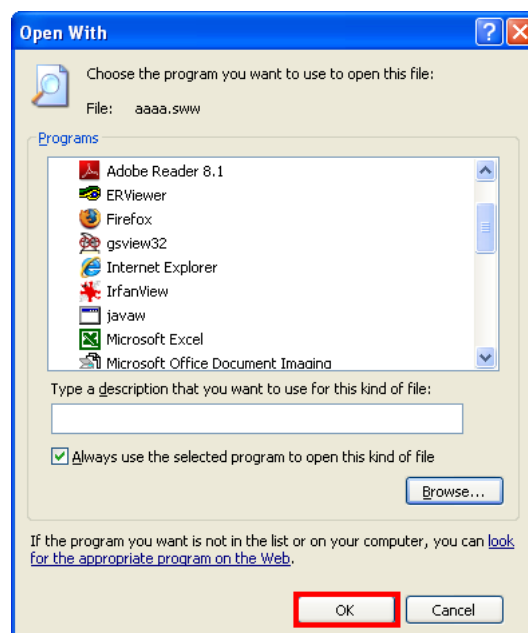 Open With
Choose the program you want to use to open this file:
File: aaaa.sww
Programs
Adobe Reader 8.1
ERViewer
Firefox
gsview32
Internet Explorer
IrfanView
javaw
Microsoft Excel
Microsoft Office Document Imaging
Type a description that you want to use for this kind of file:
Always use the selected program to open this kind of file
Browse...
If the program you want is not in the list or on your computer, you can look
for the appropriate program on the Web.
OK Cancel